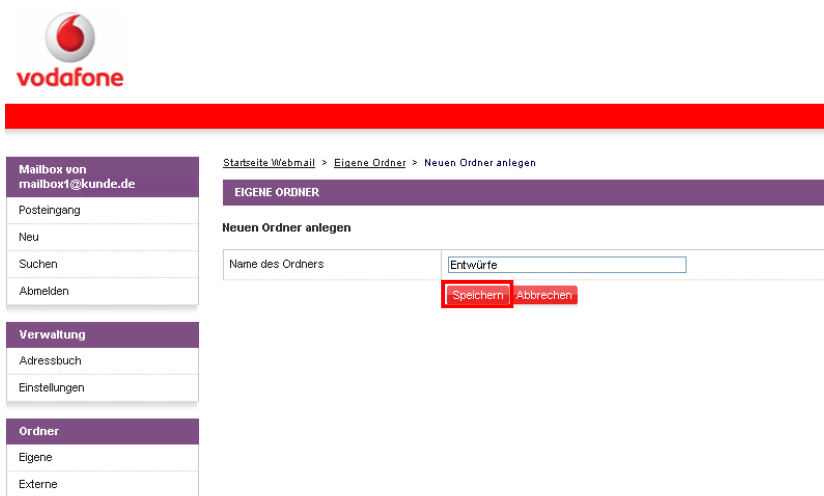 vodafone
Mailbox von
mailbox1@kunde.de
Posteingang
Neu
Suchen
Abmelden
Verwaltung
Adressbuch
Einstellungen
Ordner
Eigene
Externe
Startseite Webmail > Eigene Ordner > Neuen Ordner anlegen
EIGENE ORDNER
Neuen Ordner anlegen
Name des Ordners Entwürfe
Speichern Abbrechen